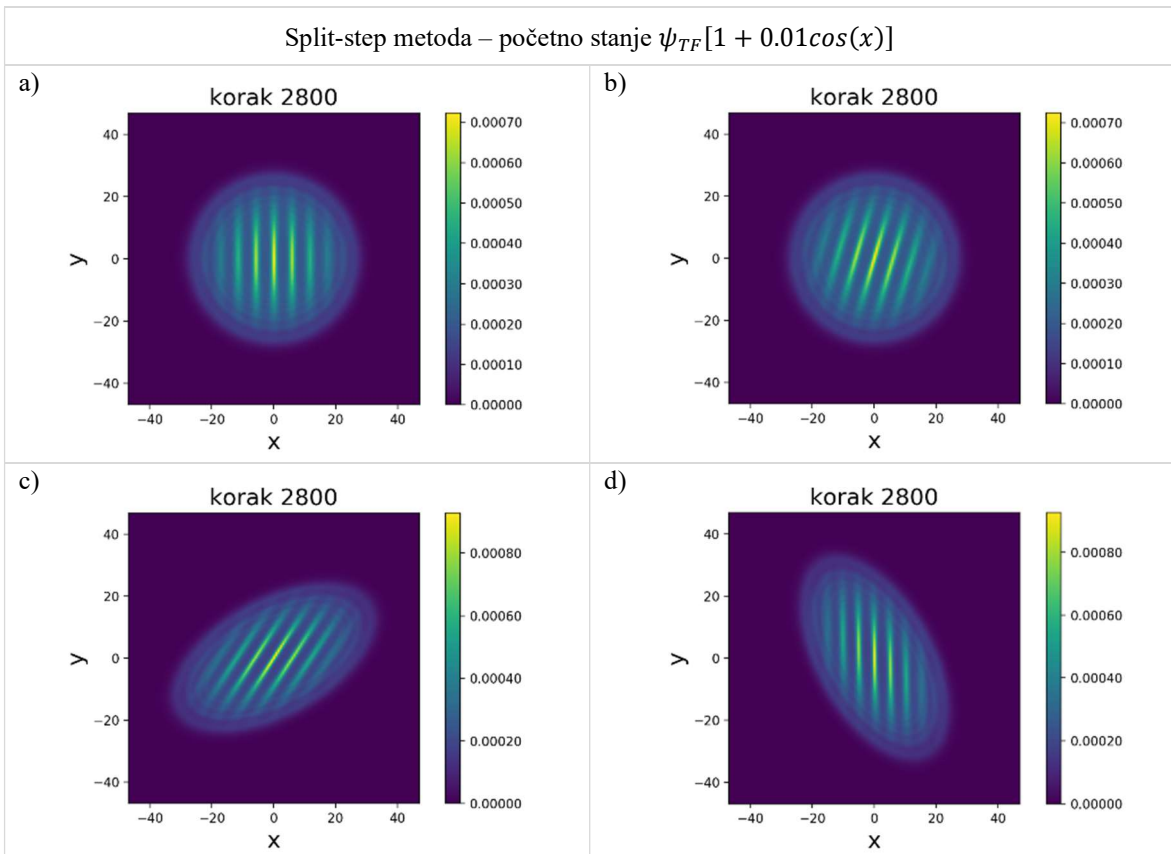 Split-step metoda – početno stanje 𝜓𝑇𝐹[1 + 0.01𝑐𝑜𝑠(𝑥)]
a)
korak 2800
y
40
20
0
−20
−40
−40 −20 0 20 40
x
0.00070
0.00060
0.00050
0.00040
0.00030
0.00020
0.00010
0.00000
b)
korak 2800
y
40
20
0
−20
−40
−40 −20 0 20 40
x
0.00070
0.00060
0.00050
0.00040
0.00030
0.00020
0.00010
0.00000
c)
korak 2800
y
40
20
0
−20
−40
−40 −20 0 20 40
x
0.00080
0.00060
0.00040
0.00020
0.00000
d)
korak 2800
y
40
20
0
−20
−40
−40 −20 0 20 40
x
0.00080
0.00060
0.00040
0.00020
0.00000